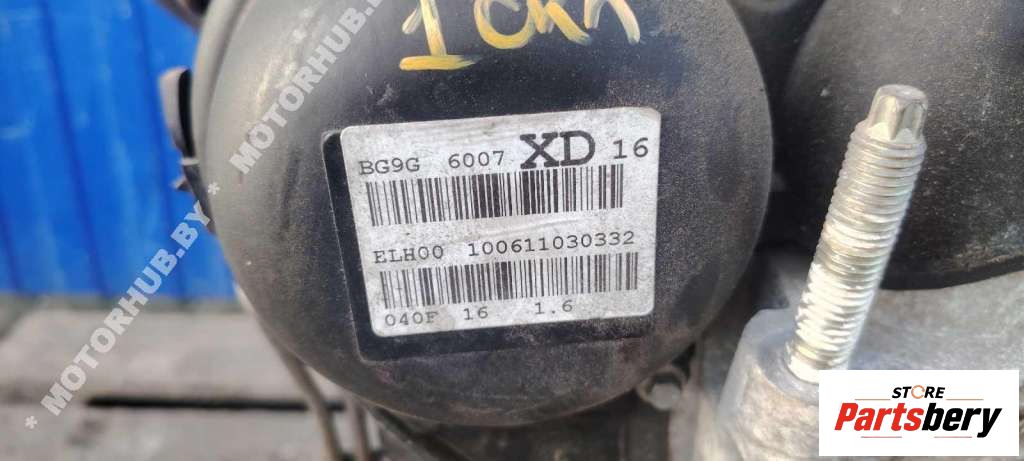 BG9G 6007 XD 16
ELH00 100611030332
040F 16 1.6
* MOTORHUB.BY * MOTORHUB.BY
STORE
Partsbery